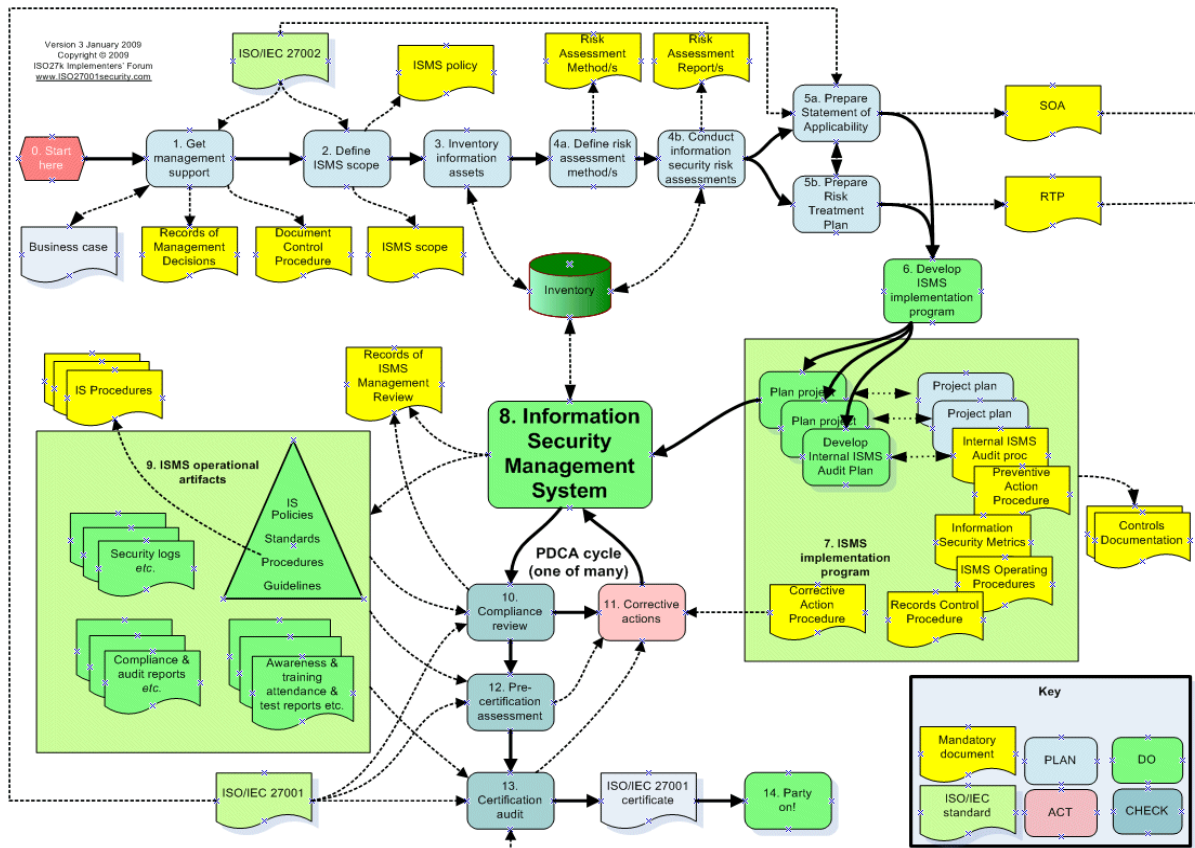 Version 3 January 2009
Copyright © 2009
ISO27k Implementers' Forum
www.ISO27001security.com
ISO/IEC 27002
ISMS policy
Risk
Assessment
Method/s
Risk
Assessment
Report/s
5a. Prepare
Statement of
Applicability
SOA
0. Start
here
1. Get
management
support
2. Define
ISMS scope
3. Inventory
information
assets
4a. Define risk
assessment
method/s
4b. Conduct
information
security risk
assessments
5b. Prepare
Risk
Treatment
Plan
RTP
Business case
Records of
Management
Decisions
Document
Control
Procedure
ISMS scope
Inventory
6. Develop
ISMS
implementation
program
IS Procedures
Records of
ISMS
Management
Review
8. Information
Security
Management
System
Plan project
Plan project
Develop
Internal ISMS
Audit Plan
Project plan
Project plan
Internal ISMS
Audit proc
Preventive
Action
Procedure
Information
Security Metrics
ISMS Operating
Procedures
Records Control
Procedure
Corrective
Action
Procedure
7. ISMS
implementation
program
Controls
Documentation
9. ISMS operational
artifacts
IS
Policies
Standards
Procedures
Guidelines
Security logs
etc.
Compliance &
audit reports
etc.
Awareness &
training
attendance &
test reports etc.
PDCA cycle
(one of many)
10.
Compliance
review
11. Corrective
actions
12. Pre-
certification
assessment
ISO/IEC 27001
13.
Certification
audit
ISO/IEC 27001
certificate
14. Party
on!
Key
Mandatory
document
PLAN
DO
ISO/IEC
standard
ACT
CHECK